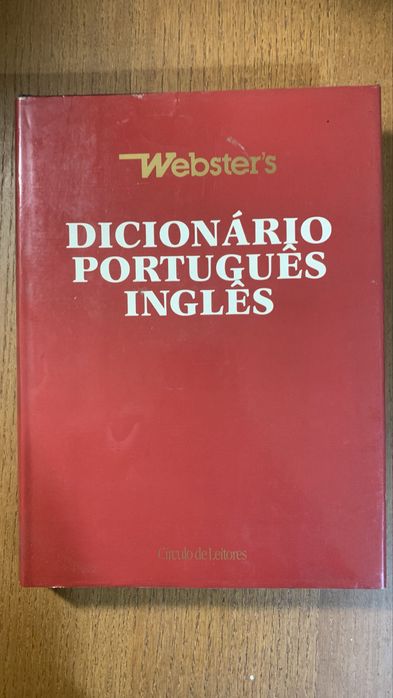 Webster's
DICIONÁRIO
PORTUGUÊS
INGLÊS
Círculo de Leitores